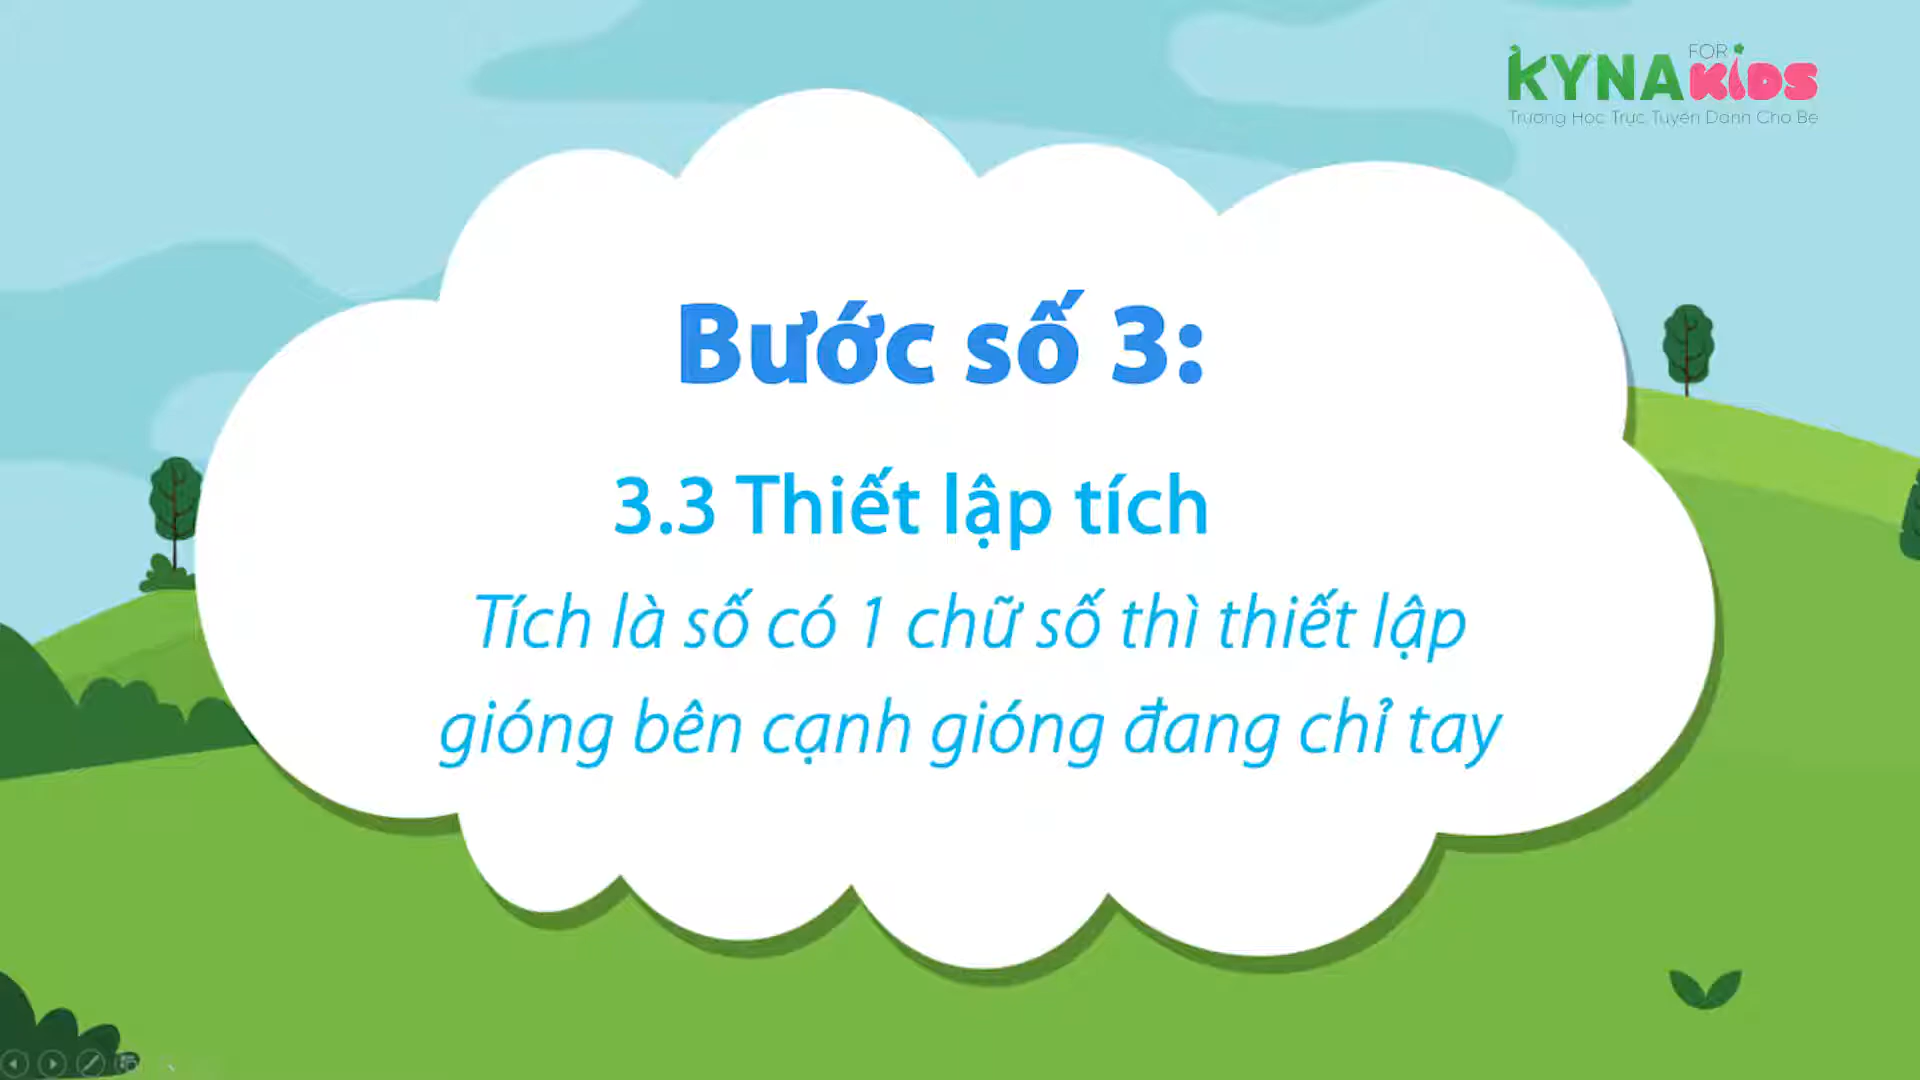 KYNA FOR KIDS
Trường Học Trực Tuyến Dành Cho Bé
Bước số 3:
3.3 Thiết lập tích
Tích là số có 1 chữ số thì thiết lập
gióng bên cạnh gióng đang chỉ tay